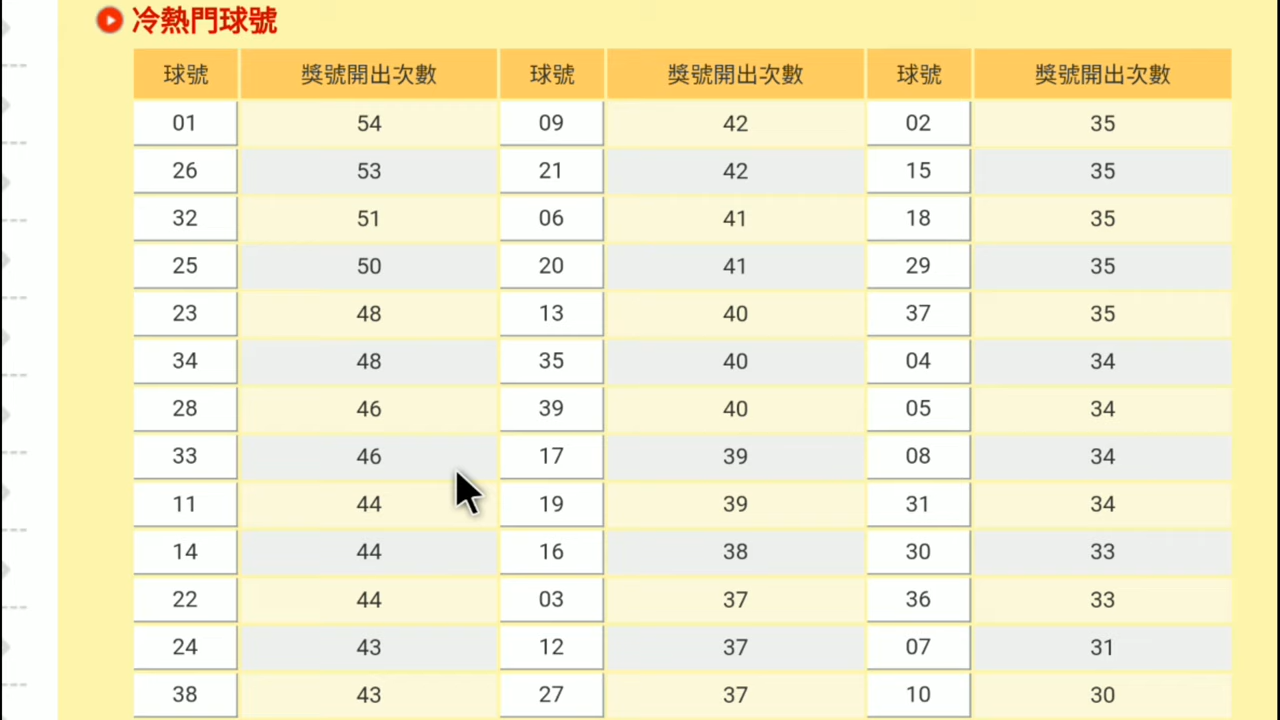 冷熱門球號
球號 獎號開出次數 球號 獎號開出次數 球號 獎號開出次數
01 54 09 42 02 35
26 53 21 42 15 35
32 51 06 41 18 35
25 50 20 41 29 35
23 48 13 40 37 35
34 48 35 40 04 34
28 46 39 40 05 34
33 46 17 39 08 34
11 44 19 39 31 34
14 44 16 38 30 33
22 44 03 37 36 33
24 43 12 37 07 31
38 43 27 37 10 30